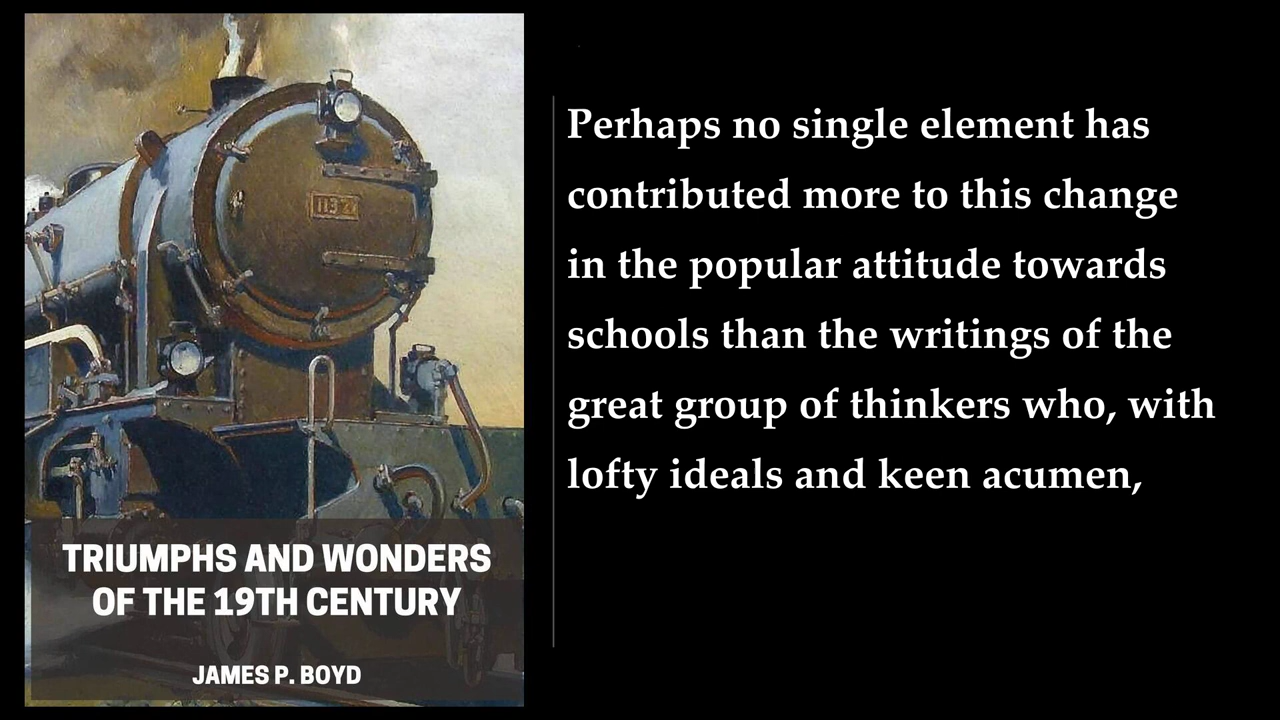 TRIUMPHS AND WONDERS
OF THE 19TH CENTURY
JAMES P. BOYD
Perhaps no single element has
contributed more to this change
in the popular attitude towards
schools than the writings of the
great group of thinkers who, with
lofty ideals and keen acumen,